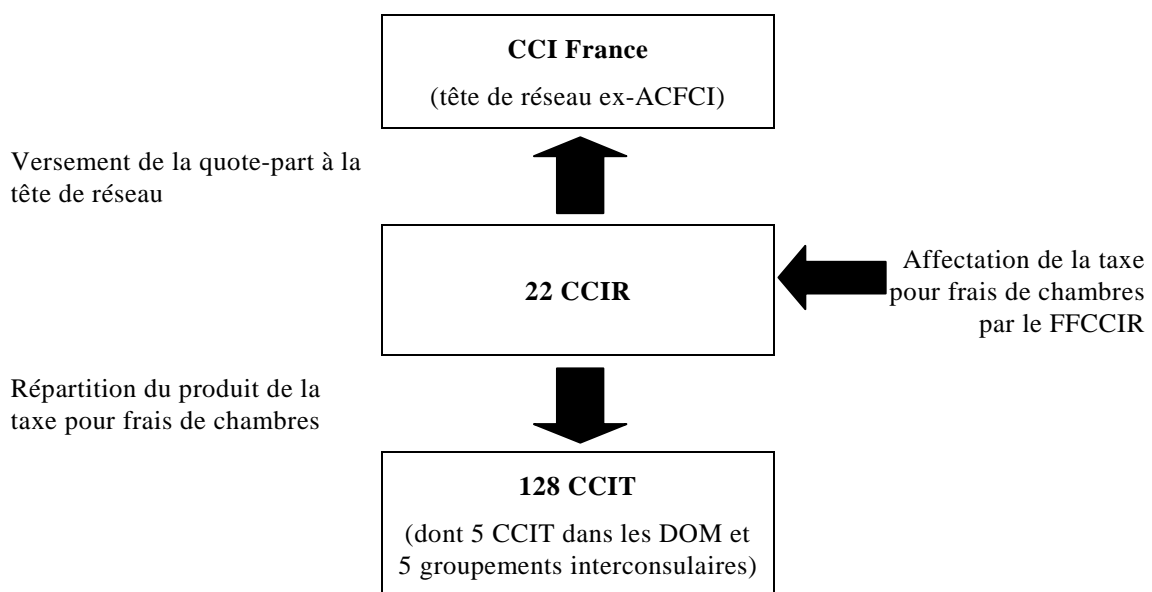 CCI France
(tête de réseau ex-ACFCI)
Versement de la quote-part à la
tête de réseau
22 CCIR
Affectation de la taxe
pour frais de chambres
par le FFCCIR
Répartition du produit de la
taxe pour frais de chambres
128 CCIT
(dont 5 CCIT dans les DOM et
5 groupements interconsulaires)